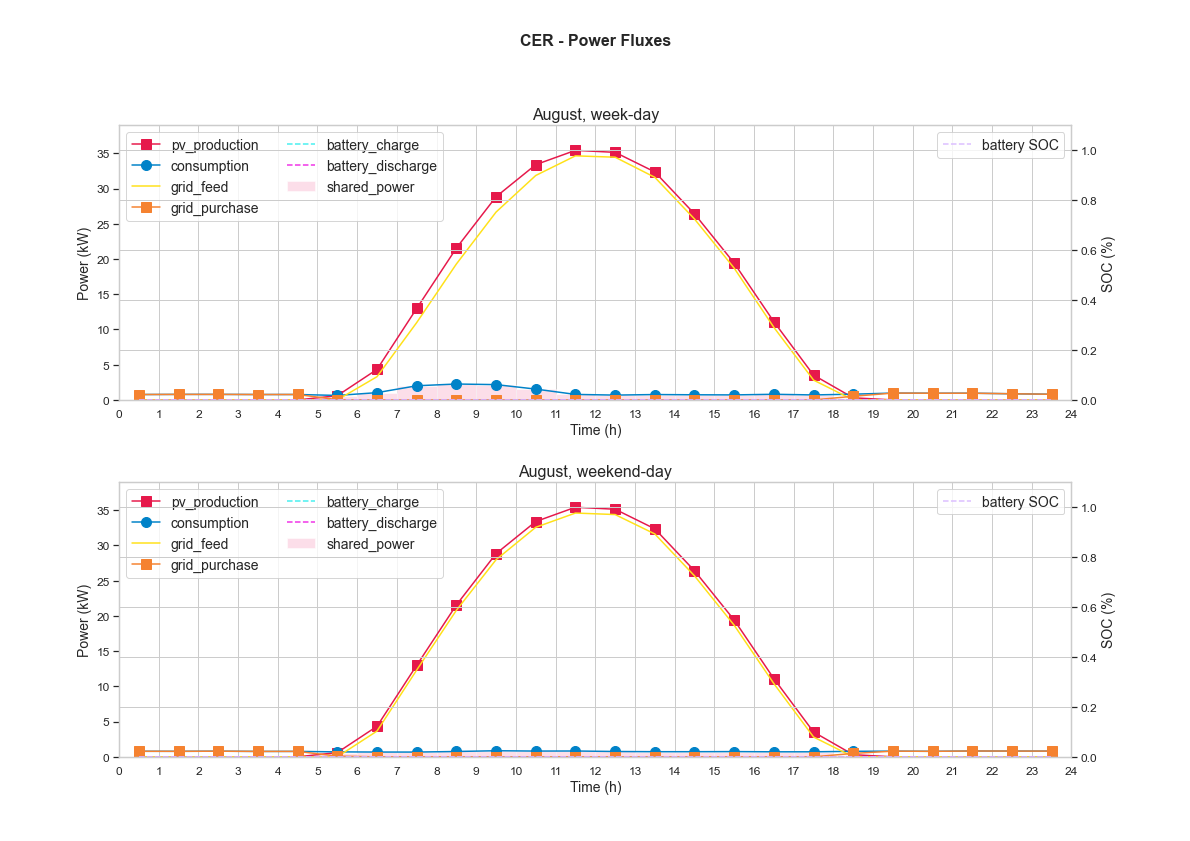 CER - Power Fluxes
August, week-day
pv_production
consumption
grid_feed
grid_purchase
battery_charge
battery_discharge
shared_power
battery SOC
Power (kW)
35
30
25
20
15
10
5
0
SOC (%)
1.0
0.8
0.6
0.4
0.2
0.0
0 1 2 3 4 5 6 7 8 9 10 11 12 13 14 15 16 17 18 19 20 21 22 23 24
Time (h)
August, weekend-day
pv_production
consumption
grid_feed
grid_purchase
battery_charge
battery_discharge
shared_power
battery SOC
Power (kW)
35
30
25
20
15
10
5
0
SOC (%)
1.0
0.8
0.6
0.4
0.2
0.0
0 1 2 3 4 5 6 7 8 9 10 11 12 13 14 15 16 17 18 19 20 21 22 23 24
Time (h)